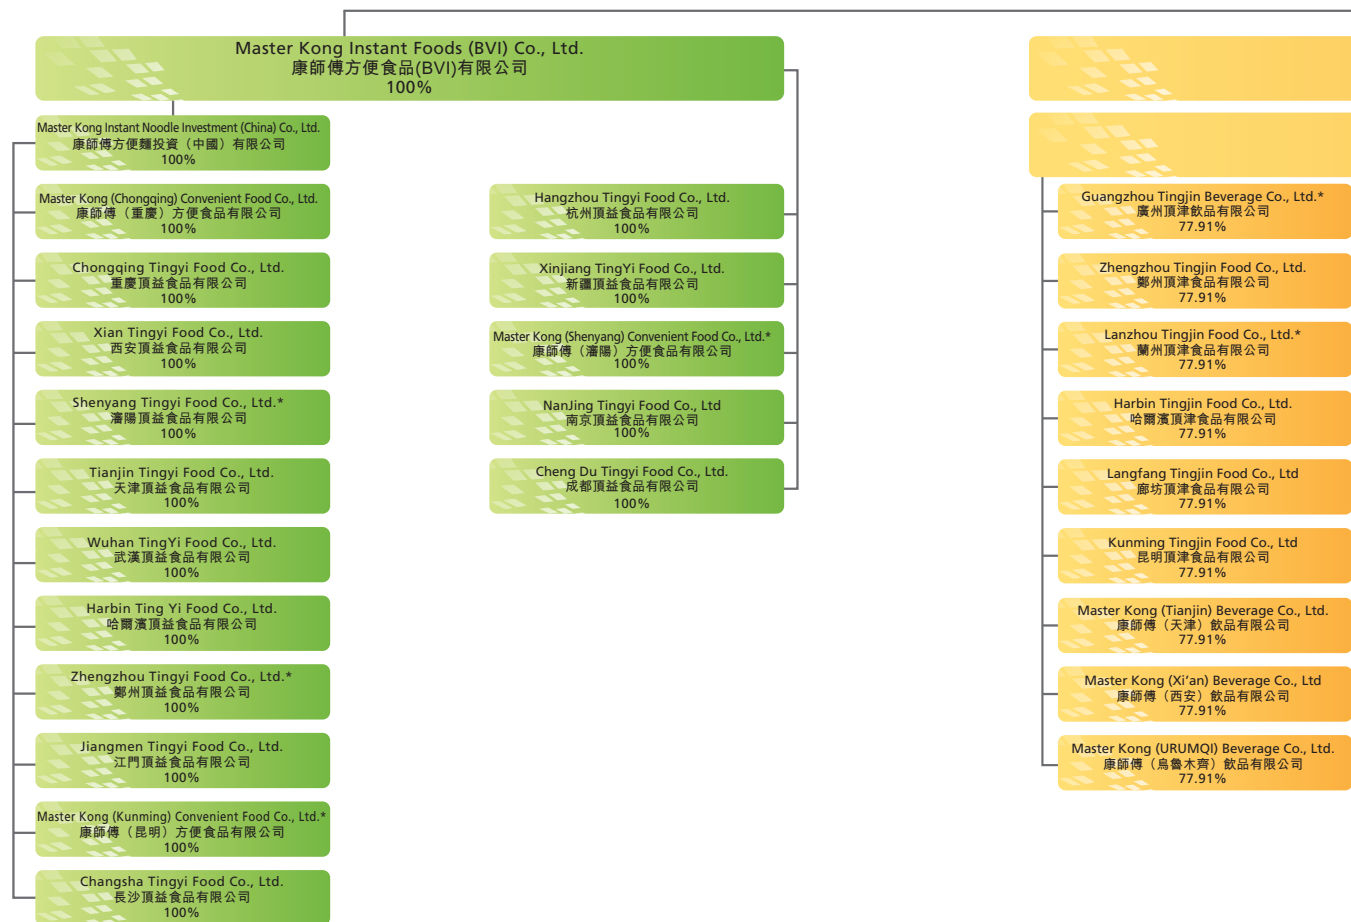 Master Kong Instant Foods (BVI) Co., Ltd.
康師傅方便食品(BVI)有限公司
100%
Master Kong Instant Noodle Investment (China) Co., Ltd.
康師傅方便麵投資（中國）有限公司
100%
Master Kong (Chongqing) Convenient Food Co., Ltd.
康師傅（重慶）方便食品有限公司
100%
Chongqing Tingyi Food Co., Ltd.
重慶頂益食品有限公司
100%
Xian Tingyi Food Co., Ltd.
西安頂益食品有限公司
100%
Shenyang Tingyi Food Co., Ltd.*
瀋陽頂益食品有限公司
100%
Tianjin Tingyi Food Co., Ltd.
天津頂益食品有限公司
100%
Wuhan TingYi Food Co., Ltd.
武漢頂益食品有限公司
100%
Harbin Ting Yi Food Co., Ltd.
哈爾濱頂益食品有限公司
100%
Zhengzhou Tingyi Food Co., Ltd.*
鄭州頂益食品有限公司
100%
Jiangmen Tingyi Food Co., Ltd.
江門頂益食品有限公司
100%
Master Kong (Kunming) Convenient Food Co., Ltd.*
康師傅（昆明）方便食品有限公司
100%
Changsha Tingyi Food Co., Ltd.
長沙頂益食品有限公司
100%
Hangzhou Tingyi Food Co., Ltd.
杭州頂益食品有限公司
100%
Xinjiang TingYi Food Co., Ltd.
新疆頂益食品有限公司
100%
Master Kong (Shenyang) Convenient Food Co., Ltd.*
康師傅（瀋陽）方便食品有限公司
100%
NanJing Tingyi Food Co., Ltd
南京頂益食品有限公司
100%
Cheng Du Tingyi Food Co., Ltd.
成都頂益食品有限公司
100%
Guangzhou Tingjin Beverage Co., Ltd.*
廣州頂津飲品有限公司
77.91%
Zhengzhou Tingjin Food Co., Ltd.
鄭州頂津食品有限公司
77.91%
Lanzhou Tingjin Food Co., Ltd.*
蘭州頂津食品有限公司
77.91%
Harbin Tingjin Food Co., Ltd.
哈爾濱頂津食品有限公司
77.91%
Langfang Tingjin Food Co., Ltd
廊坊頂津食品有限公司
77.91%
Kunming Tingjin Food Co., Ltd
昆明頂津食品有限公司
77.91%
Master Kong (Tianjin) Beverage Co., Ltd.
康師傅（天津）飲品有限公司
77.91%
Master Kong (Xi'an) Beverage Co., Ltd
康師傅（西安）飲品有限公司
77.91%
Master Kong (URUMQI) Beverage Co., Ltd.
康師傅（烏魯木齊）飲品有限公司
77.91%